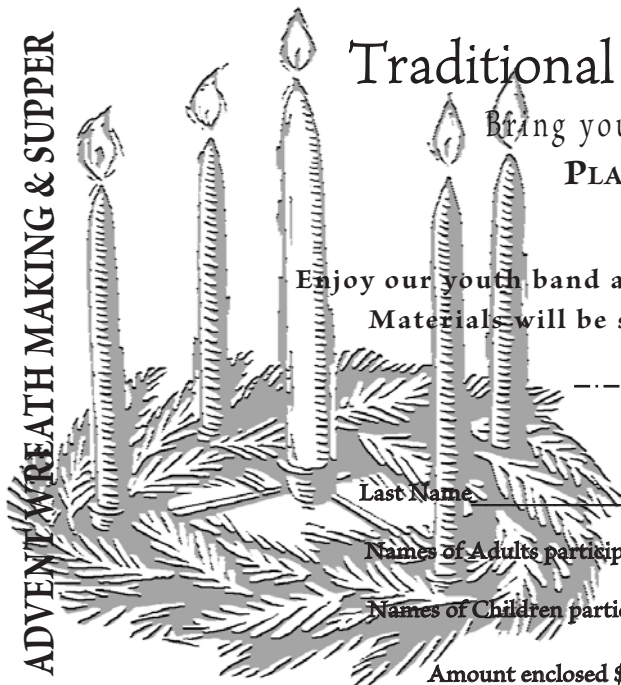 ADVENT WREATH MAKING & SUPPER
Traditional
Bring you
PLA
Enjoy our youth band a
Materials will be s
Last Name
Names of Adults particip
Names of Children partic
Amount enclosed $